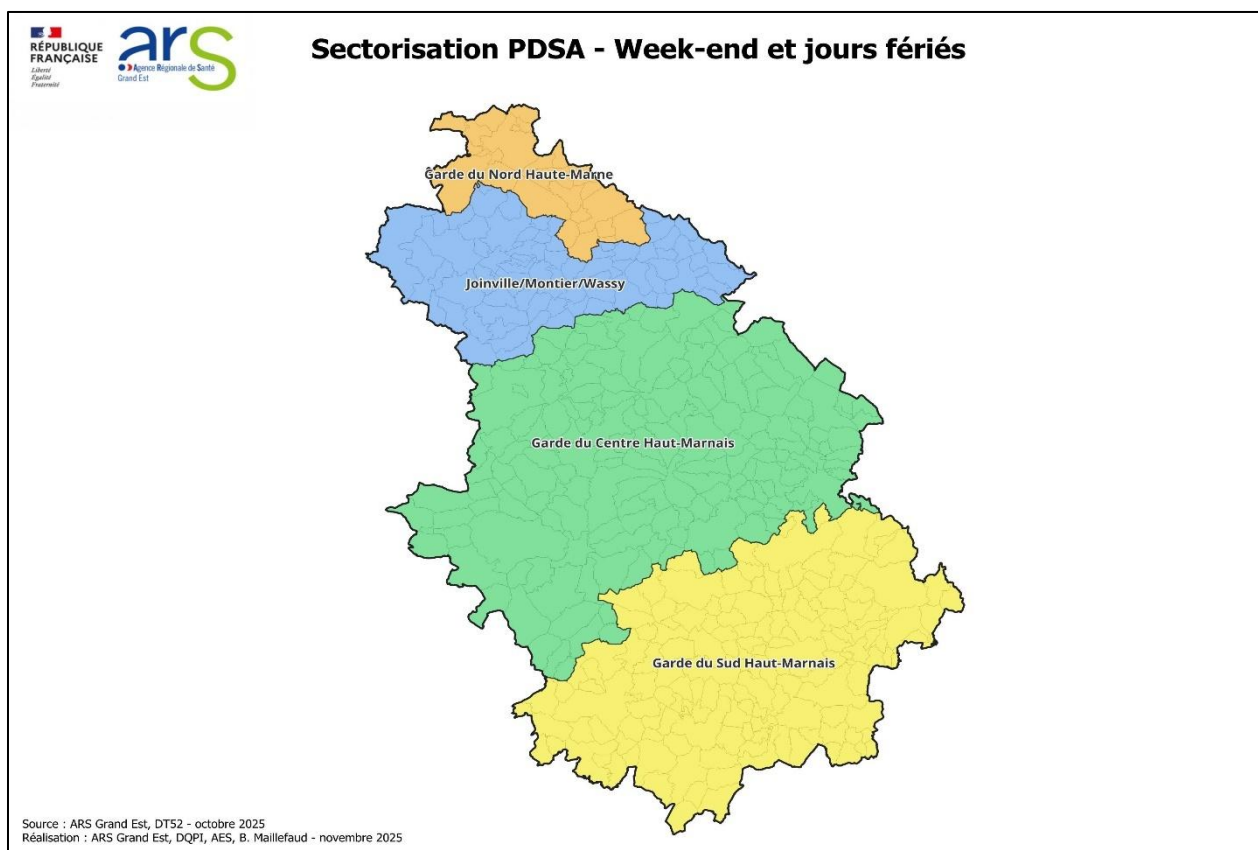 RÉPUBLIQUE
FRANÇAISE
Liberté
Égalité
Fraternité
ars
Agence Régionale de Santé
Grand Est
Sectorisation PDSA - Week-end et jours fériés
Garde du Nord Haute-Marne
Joinville/Montier/Wassy
Garde du Centre Haut-Marnais
Garde du Sud Haut-Marnais
Source : ARS Grand Est, DT52 - octobre 2025
Réalisation : ARS Grand Est, DQPI, AES, B. Maillefaud - novembre 2025